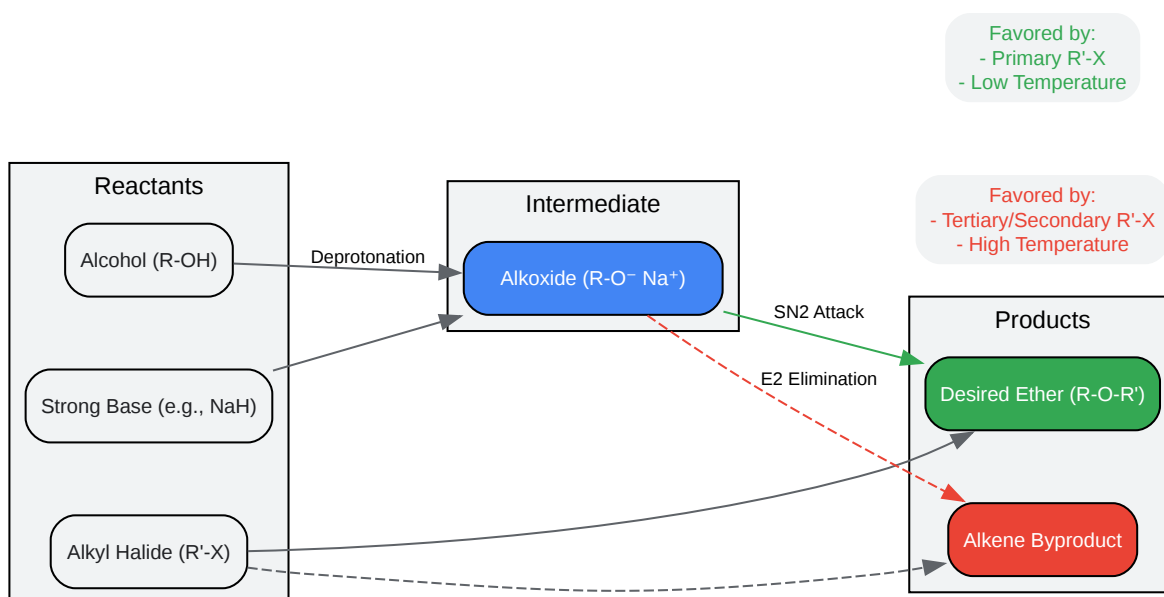 Favored by:
- Primary R'-X
- Low Temperature
Favored by:
- Tertiary/Secondary R'-X
- High Temperature
Reactants
Alcohol (R-OH)
Strong Base (e.g., NaH)
Alkyl Halide (R'-X)
Deprotonation
Intermediate
Alkoxide (R-O⁻ Na⁺)
SN2 Attack
E2 Elimination
Products
Desired Ether (R-O-R')
Alkene Byproduct